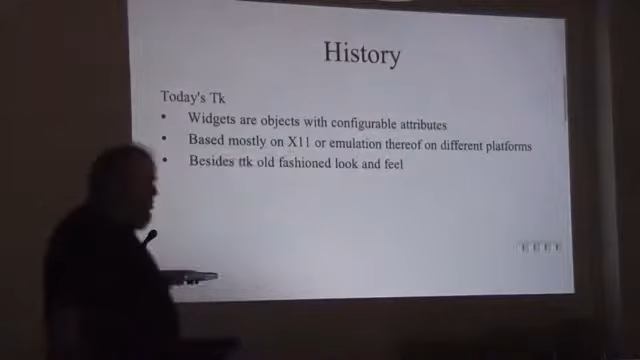 History
Today's Tk
• Widgets are objects with configurable attributes
• Based mostly on X11 or emulation thereof on different platforms
• Besides ttk old fashioned look and feel